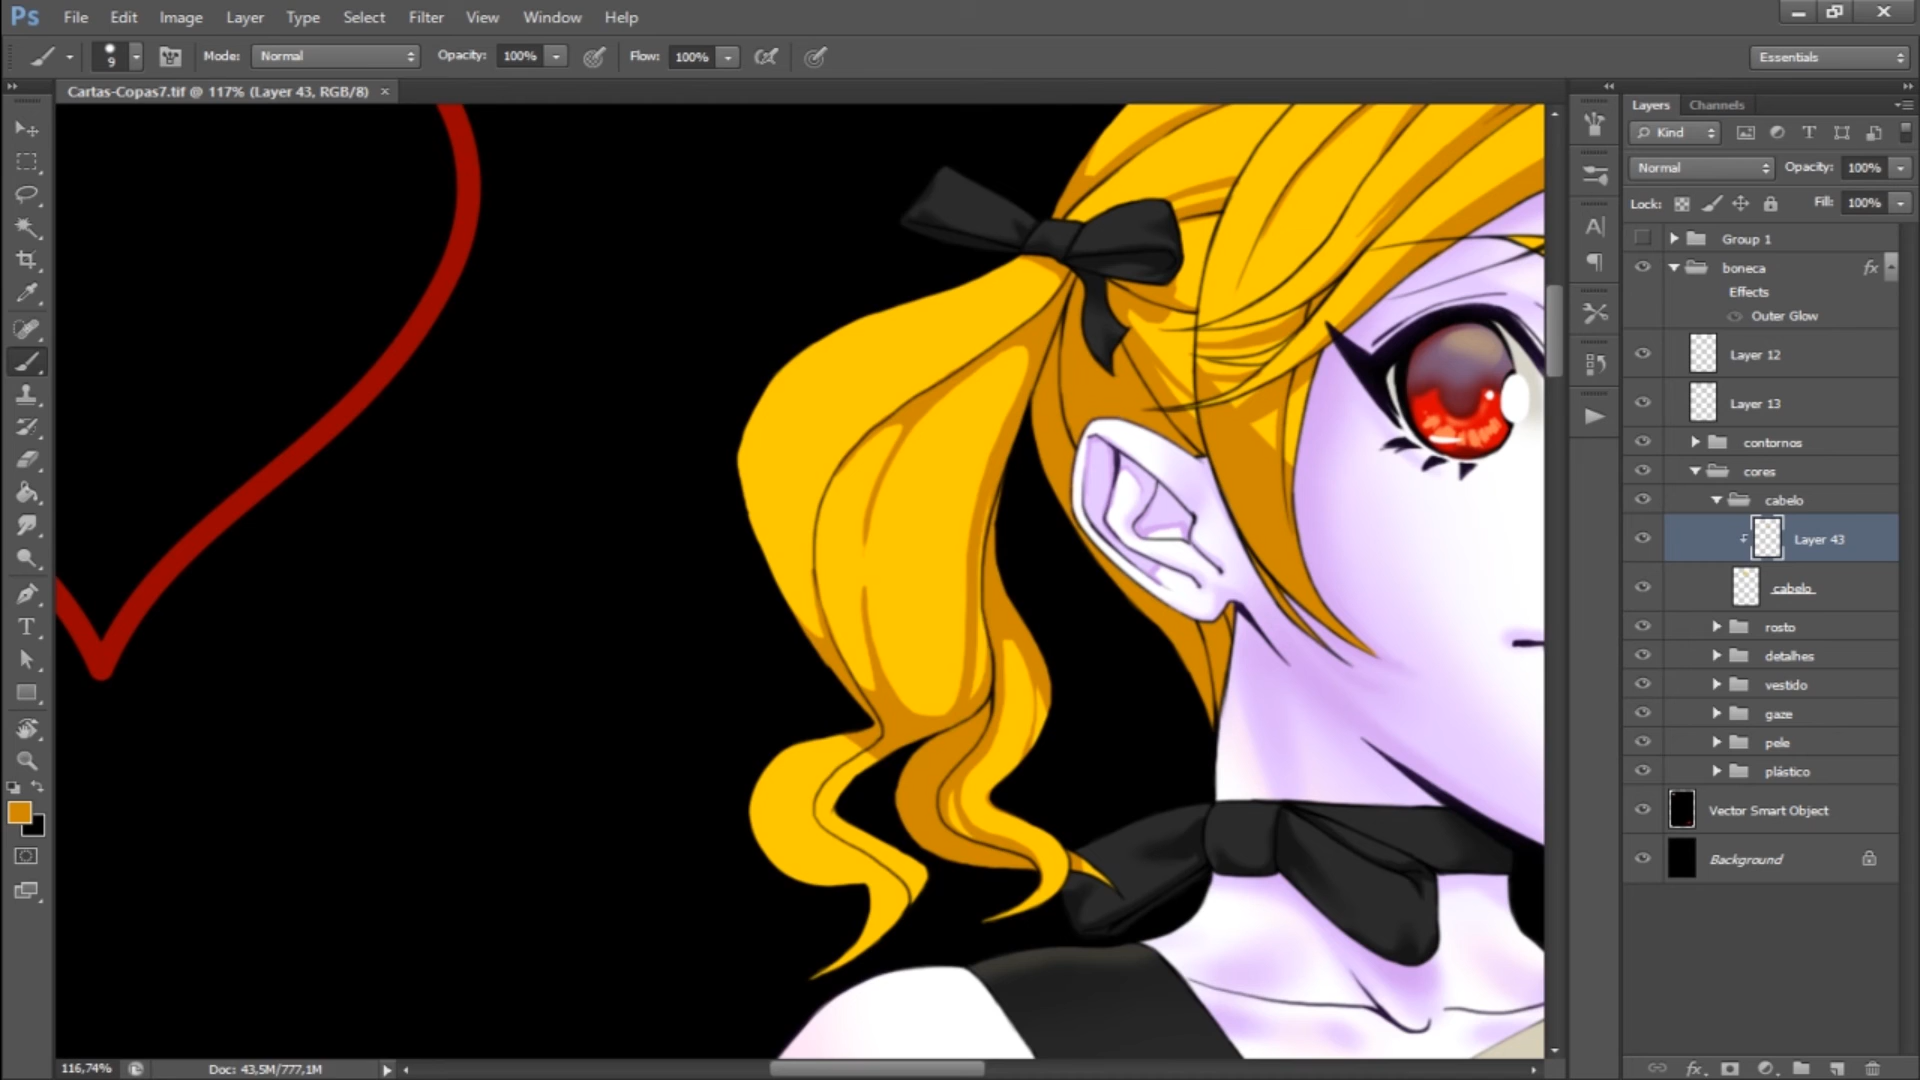 Ps File Edit Image Layer Type Select Filter View Window Help
9 Mode: Normal Opacity: 100% Flow: 100% Essentials
Cartas-Copas7.tif @ 117% (Layer 43, RGB/8) ×
Layers Channels
Kind T
Normal Opacity: 100%
Lock: Fill: 100%
Group 1
boneca fx
Effects
Outer Glow
Layer 12
Layer 13
contornos
cores
cabelo
Layer 43
cabelo
rosto
detalhes
vestido
gaze
pele
plástico
Vector Smart Object
Background
116,74% Doc: 43,5M/777,1M
fx